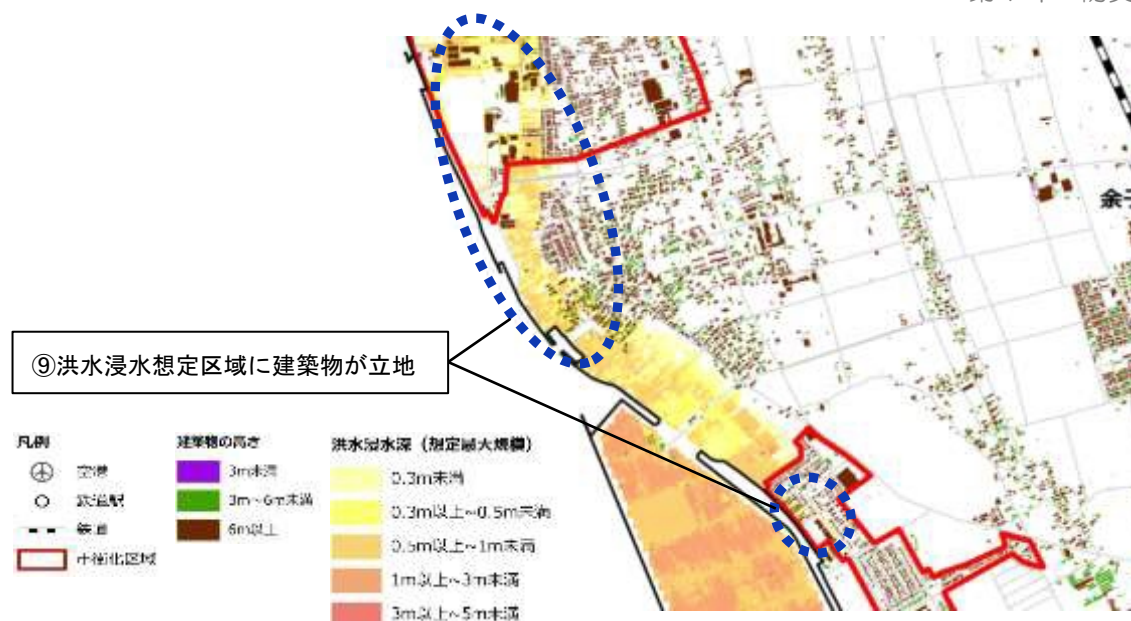 余子
⑨洪水浸水想定区域に建築物が立地
凡例
空港
鉄道駅
鉄道
市街化区域
建築物の高さ
3m未満
3m~6m未満
6m以上
洪水浸水深（想定最大規模）
0.3m未満
0.3m以上~0.5m未満
0.5m以上~1m未満
1m以上~3m未満
3m以上~5m未満